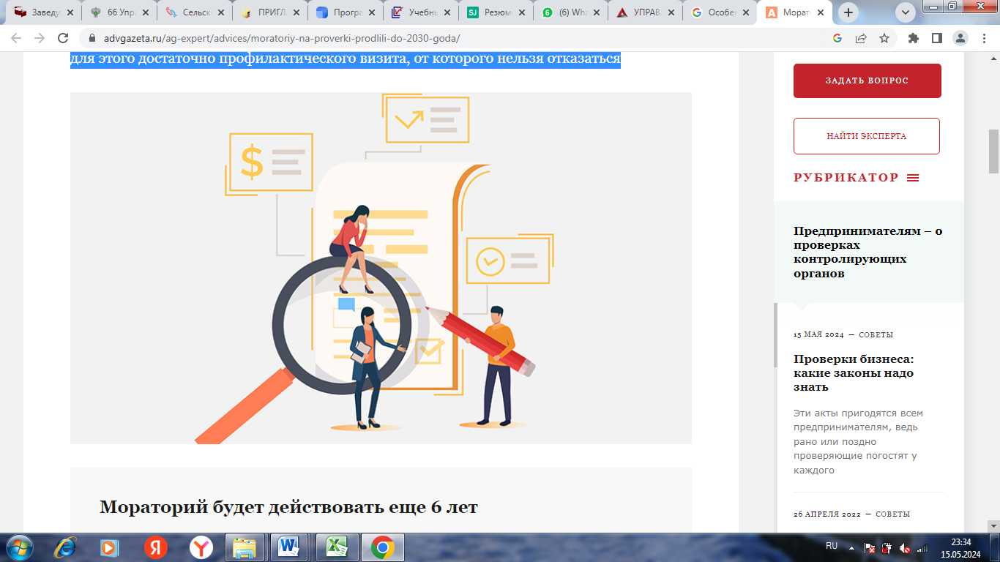 Заведу
66 Упра
Сельск
ПРИГЛА
Програ
Учебнь
Резюм
(6) Wha
УПРАВ
Особен
Морат
advgazeta.ru/ag-expert/advices/moratoriy-na-proverki-prodlili-do-2030-goda/
для этого достаточно профилактического визита, от которого нельзя отказаться
$
Мораторий будет действовать еще 6 лет
ЗАДАТЬ ВОПРОС
НАЙТИ ЭКСПЕРТА
РУБРИКАТОР
Предпринимателям – о
проверках
контролирующих
органов
15 МАЯ 2024 — СОВЕТЫ
Проверки бизнеса:
какие законы надо
знать
Эти акты пригодятся всем
предпринимателям, ведь
рано или поздно
проверяющие погостят у
каждого
26 АПРЕЛЯ 2022 — СОВЕТЫ
RU
23:34
15.05.2024